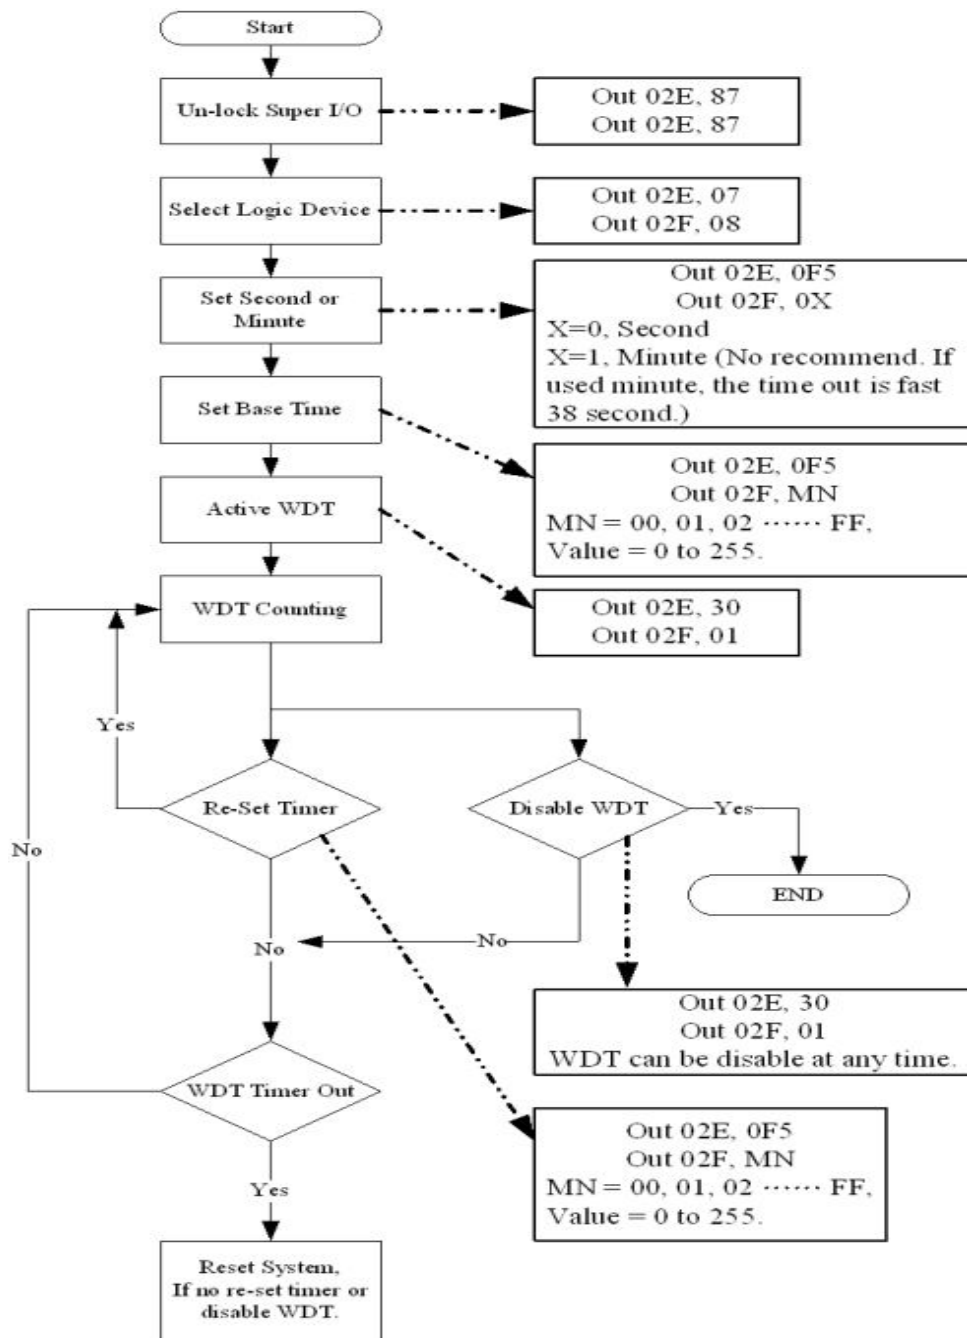 Start
Un-lock Super I/O
Out 02E, 87
Out 02E, 87
Select Logic Device
Out 02E, 07
Out 02F, 08
Set Second or
Minute
Out 02E, 0F5
Out 02F, 0X
X=0, Second
X=1, Minute (No recommend. If
used minute, the time out is fast
38 second.)
Set Base Time
Out 02E, 0F5
Out 02F, MN
MN = 00, 01, 02 ⋯⋯ FF,
Value = 0 to 255.
Active WDT
Out 02E, 30
Out 02F, 01
WDT Counting
Yes
Re-Set Timer
Disable WDT
Yes
No
END
No
No
Out 02E, 30
Out 02F, 01
WDT can be disable at any time.
WDT Timer Out
Out 02E, 0F5
Out 02F, MN
MN = 00, 01, 02 ⋯⋯ FF,
Value = 0 to 255.
Yes
Reset System,
If no re-set timer or
disable WDT.